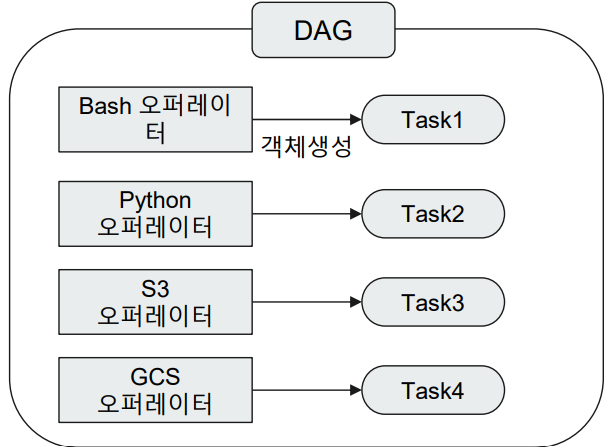 DAG
Bash 오퍼레이
터
Task1
객체생성
Python
오퍼레이터
Task2
S3
오퍼레이터
Task3
GCS
오퍼레이터
Task4